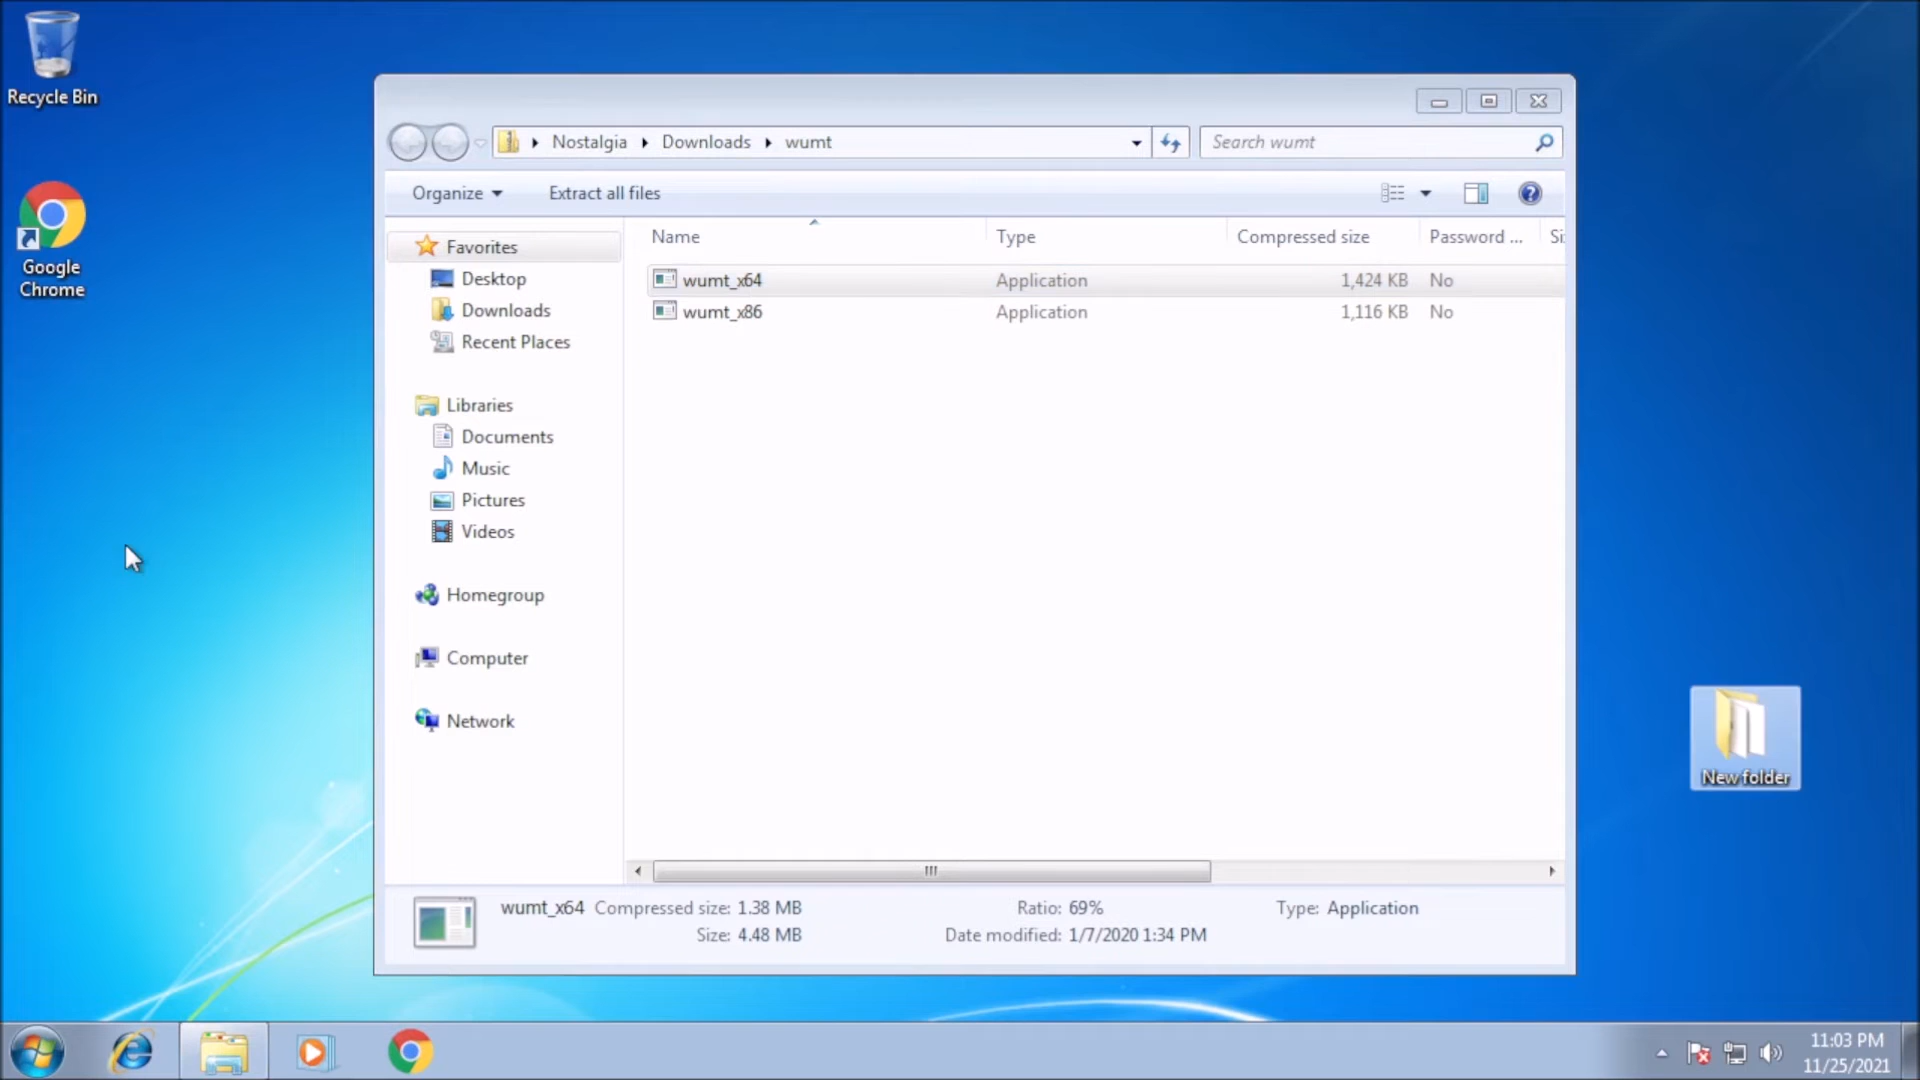 Recycle Bin
Google
Chrome
Nostalgia Downloads wumt
Search wumt
Organize Extract all files
Favorites
Desktop
Downloads
Recent Places
Libraries
Documents
Music
Pictures
Videos
Homegroup
Computer
Network
Name Type Compressed size Password ... Si
wumt_x64 Application 1,424 KB No
wumt_x86 Application 1,116 KB No
wumt_x64 Compressed size: 1.38 MB Ratio: 69% Type: Application
Size: 4.48 MB Date modified: 1/7/2020 1:34 PM
New folder
11:03 PM
11/25/2021